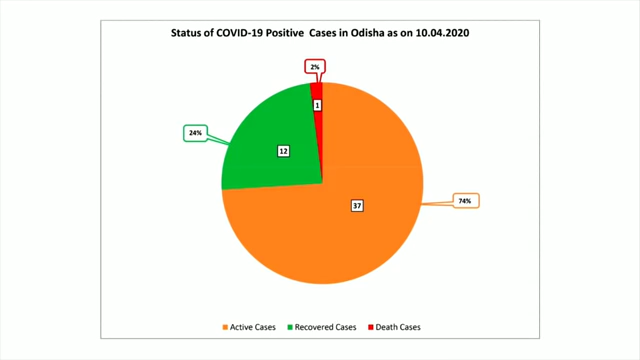 Status of COVID-19 Positive Cases in Odisha as on 10.04.2020
2%
1
24%
12
37
74%
Active Cases
Recovered Cases
Death Cases